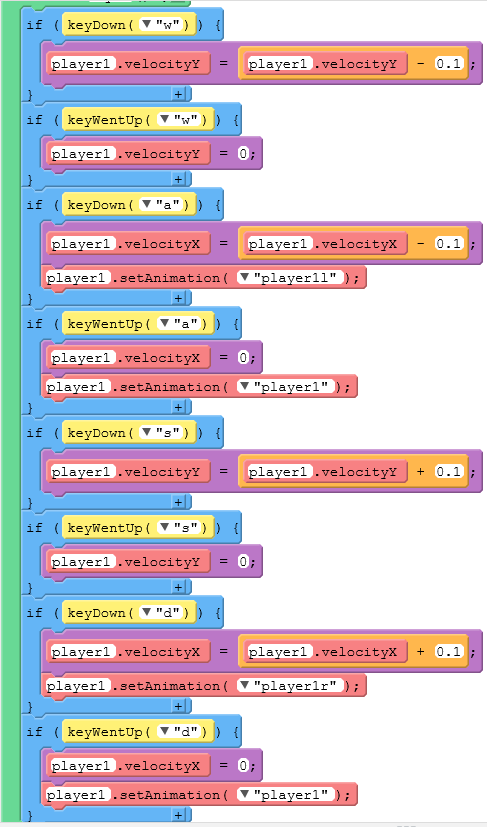 if ( keyDown( ▼ "w" ) ) {
player1 .velocityY = player1 .velocityY - 0.1 ;
} +
if ( keyWentUp( ▼ "w" ) ) {
player1 .velocityY = 0;
} +
if ( keyDown( ▼ "a" ) ) {
player1 .velocityX = player1 .velocityX - 0.1 ;
player1 .setAnimation( ▼ "player1l" );
} +
if ( keyWentUp( ▼ "a" ) ) {
player1 .velocityX = 0;
player1 .setAnimation( ▼ "player1" );
} +
if ( keyDown( ▼ "s" ) ) {
player1 .velocityY = player1 .velocityY + 0.1 ;
} +
if ( keyWentUp( ▼ "s" ) ) {
player1 .velocityY = 0;
} +
if ( keyDown( ▼ "d" ) ) {
player1 .velocityX = player1 .velocityX + 0.1 ;
player1 .setAnimation( ▼ "player1r" );
} +
if ( keyWentUp( ▼ "d" ) ) {
player1 .velocityX = 0;
player1 .setAnimation( ▼ "player1" );
} +